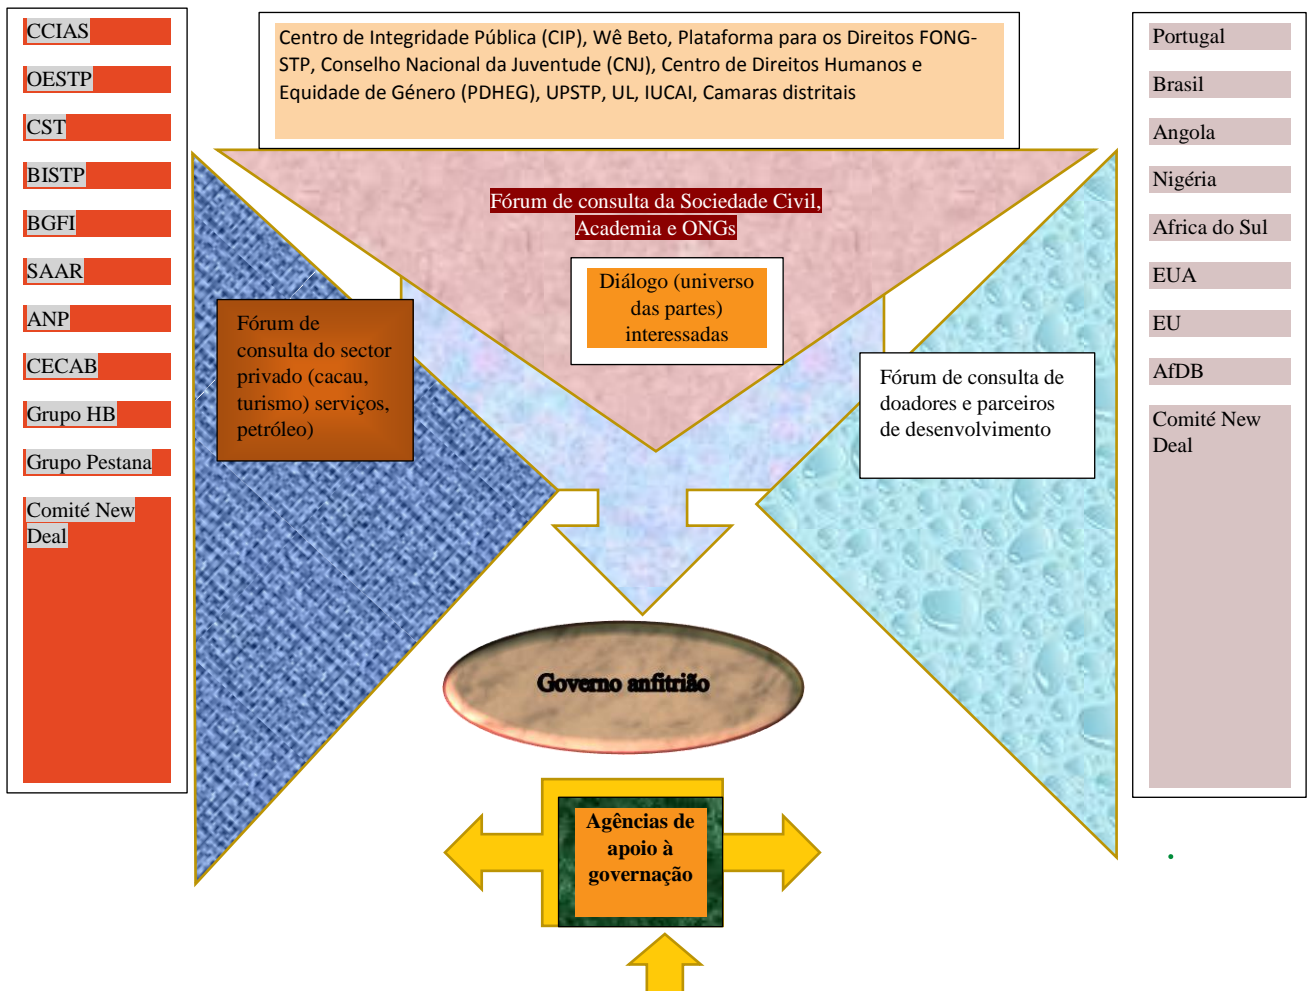 CCIAS
OESTP
CST
BISTP
BGFI
SAAR
ANP
CECAB
Grupo HB
Grupo Pestana
Comité New
Deal
Centro de Integridade Pública (CIP), Wê Beto, Plataforma para os Direitos FONG-
STP, Conselho Nacional da Juventude (CNJ), Centro de Direitos Humanos e
Equidade de Género (PDHEG), UPSTP, UL, IUCAI, Camaras distritais
Fórum de consulta da Sociedade Civil,
Academia e ONGs
Diálogo (universo
das partes)
interessadas
Fórum de
consulta do sector
privado (cacau,
turismo) serviços,
petróleo)
Fórum de consulta de
doadores e parceiros
de desenvolvimento
Governo anfitrião
Agências de
apoio à
governação
Portugal
Brasil
Angola
Nigéria
Africa do Sul
EUA
EU
AfDB
Comité New
Deal
.